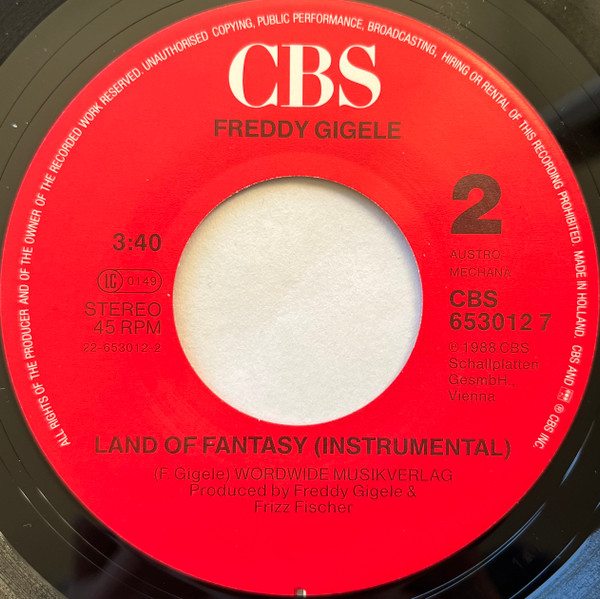 ALL RIGHTS OF THE PRODUCER AND OF THE OWNER OF THE RECORDED WORK RESERVED. UNAUTHORISED COPYING, PUBLIC PERFORMANCE, BROADCASTING, HIRING OR RENTAL OF THIS RECORDING PROHIBITED. MADE IN HOLLAND. CBS AND ® CBS INC.
CBS
FREDDY GIGELE
2
3:40
AUSTRO
MECHANA
LC 0149
STEREO
45 RPM
22-653012-2
CBS
653012 7
℗ 1988 CBS
Schallplatten
GesmbH.,
Vienna
LAND OF FANTASY (INSTRUMENTAL)
(F. Gigele) WORDWIDE MUSIKVERLAG
Produced by Freddy Gigele &
Frizz Fischer